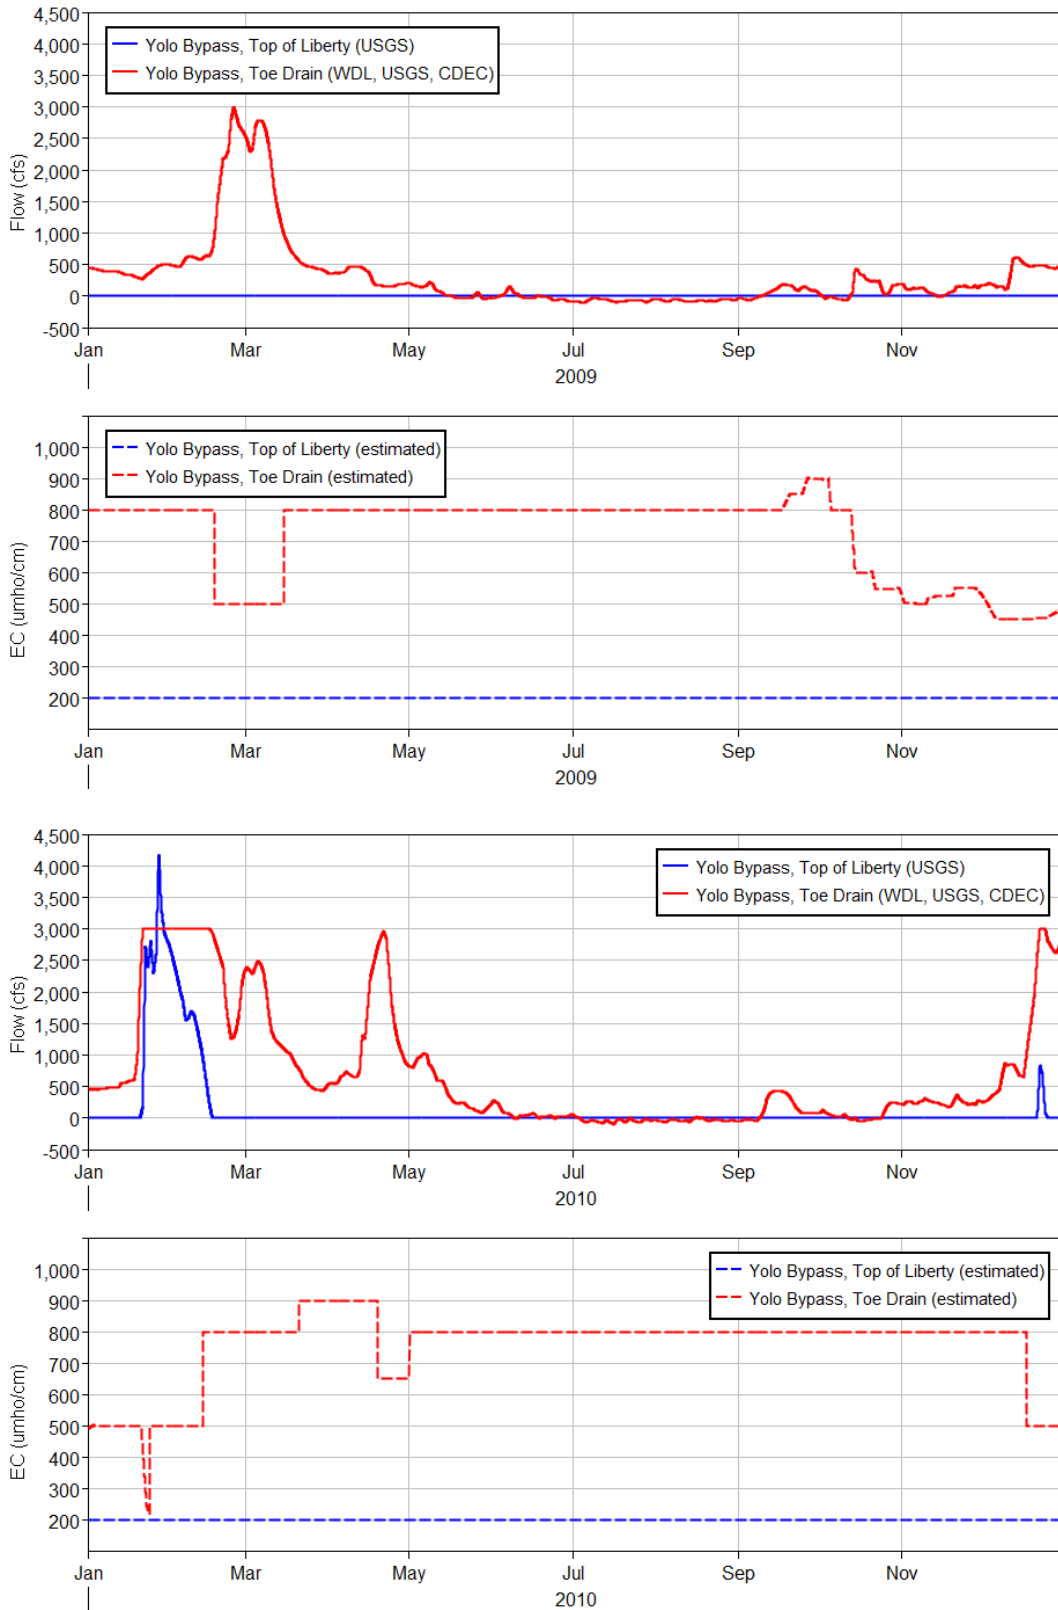 4,500
4,000
3,500
3,000
2,500
2,000
1,500
1,000
500
0
-500
Flow (cfs)
Yolo Bypass, Top of Liberty (USGS)
Yolo Bypass, Toe Drain (WDL, USGS, CDEC)
Jan Mar May Jul Sep Nov
2009
1,000
900
800
700
600
500
400
300
200
EC (umho/cm)
Yolo Bypass, Top of Liberty (estimated)
Yolo Bypass, Toe Drain (estimated)
Jan Mar May Jul Sep Nov
2009
4,500
4,000
3,500
3,000
2,500
2,000
1,500
1,000
500
0
-500
Flow (cfs)
Yolo Bypass, Top of Liberty (USGS)
Yolo Bypass, Toe Drain (WDL, USGS, CDEC)
Jan Mar May Jul Sep Nov
2010
1,000
900
800
700
600
500
400
300
200
EC (umho/cm)
Yolo Bypass, Top of Liberty (estimated)
Yolo Bypass, Toe Drain (estimated)
Jan Mar May Jul Sep Nov
2010